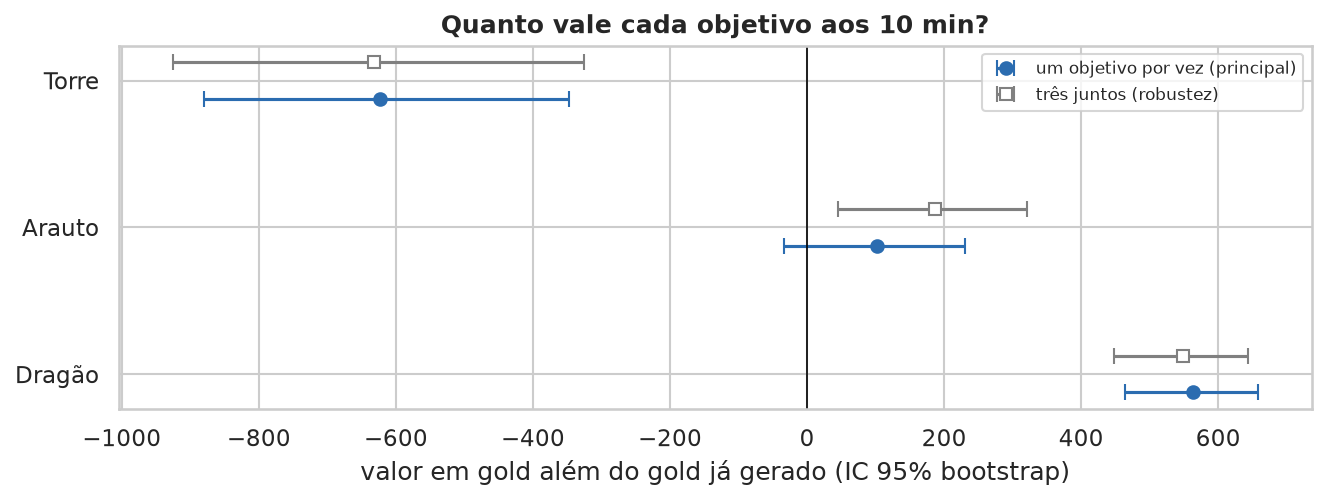 Quanto vale cada objetivo aos 10 min?
um objetivo por vez (principal)
três juntos (robustez)
Torre
Arauto
Dragão
−1000 −800 −600 −400 −200 0 200 400 600
valor em gold além do gold já gerado (IC 95% bootstrap)